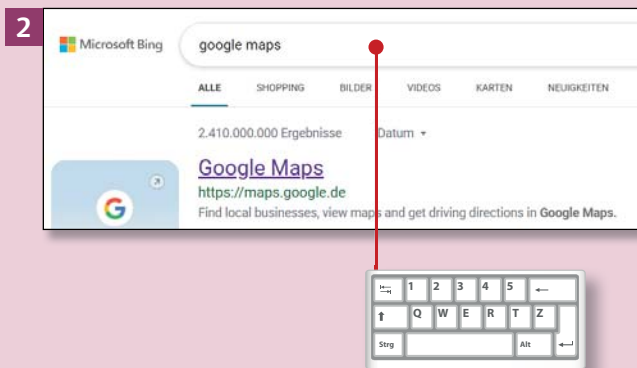 2
Microsoft Bing
google maps
ALLE SHOPPING BILDER VIDEOS KARTEN NEUIGKEITEN
2.410.000.000 Ergebnisse Datum
Google Maps
https://maps.google.de
G
Find local businesses, view maps and get driving directions in Google Maps.
1 2 3 4 5
Q W E R T Z
Strg Alt